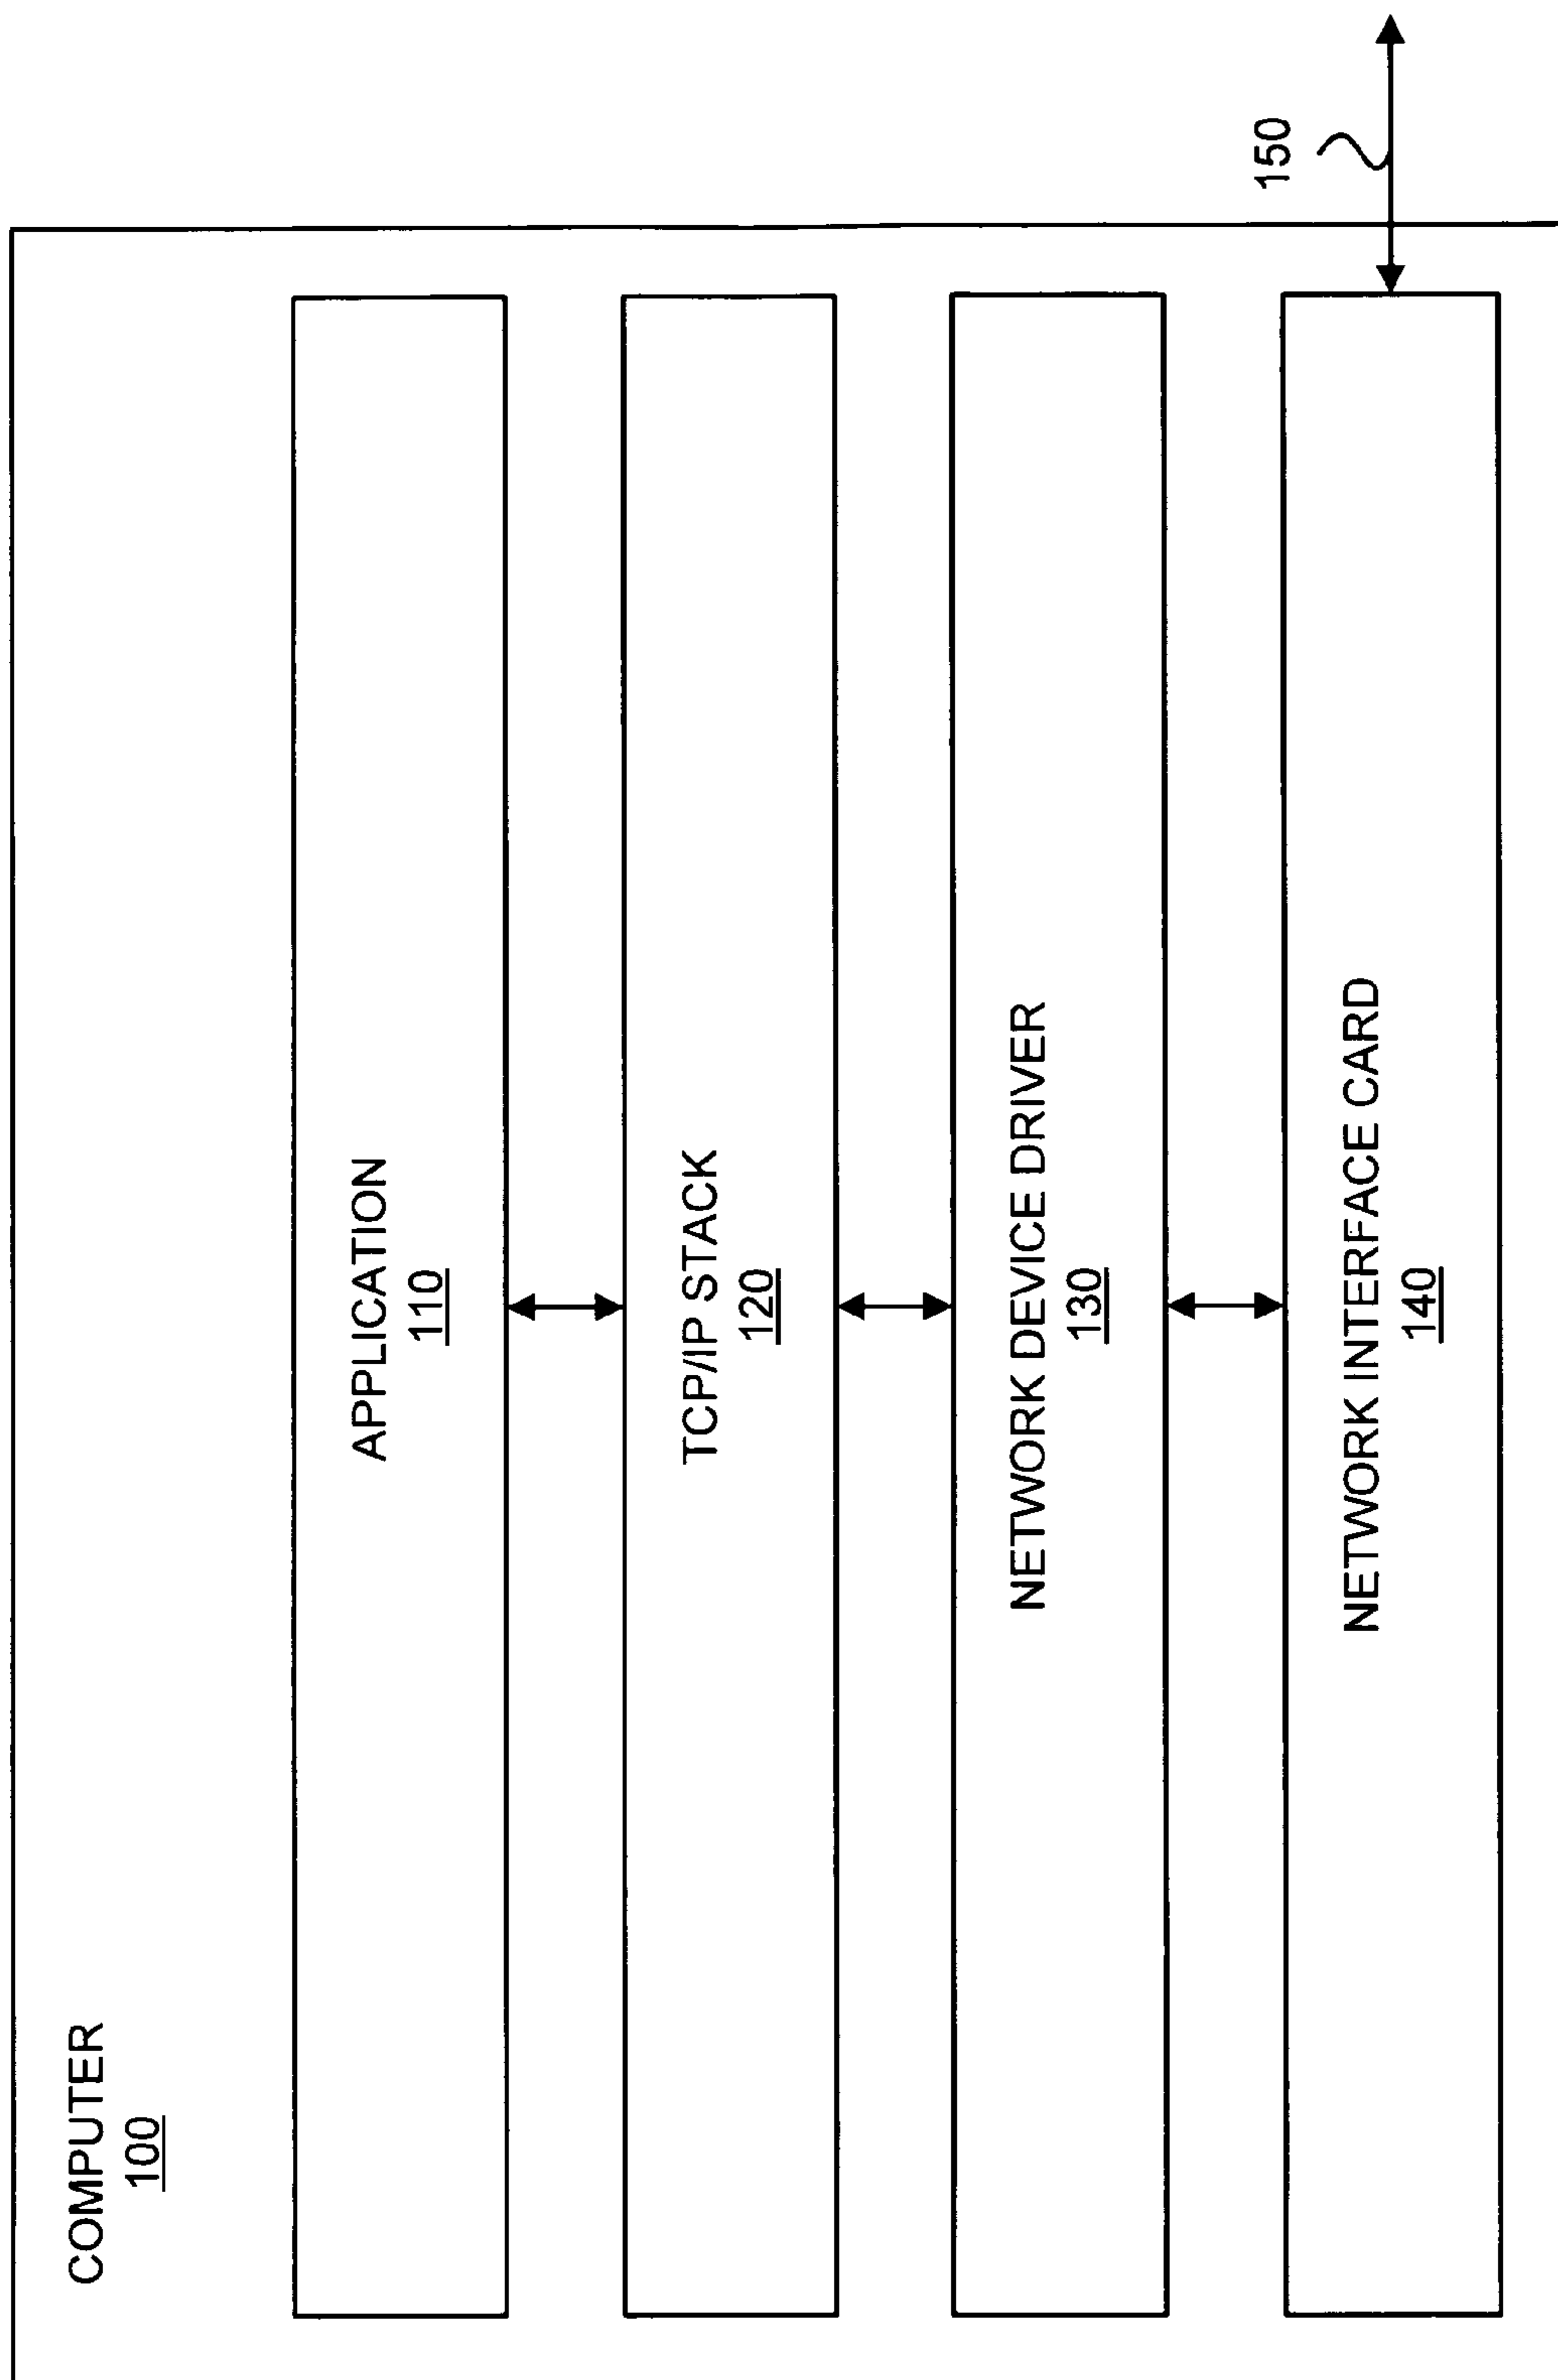 COMPUTER
100
APPLICATION
110
TCP/IP STACK
120
NETWORK DEVICE DRIVER
130
NETWORK INTERFACE CARD
140
150